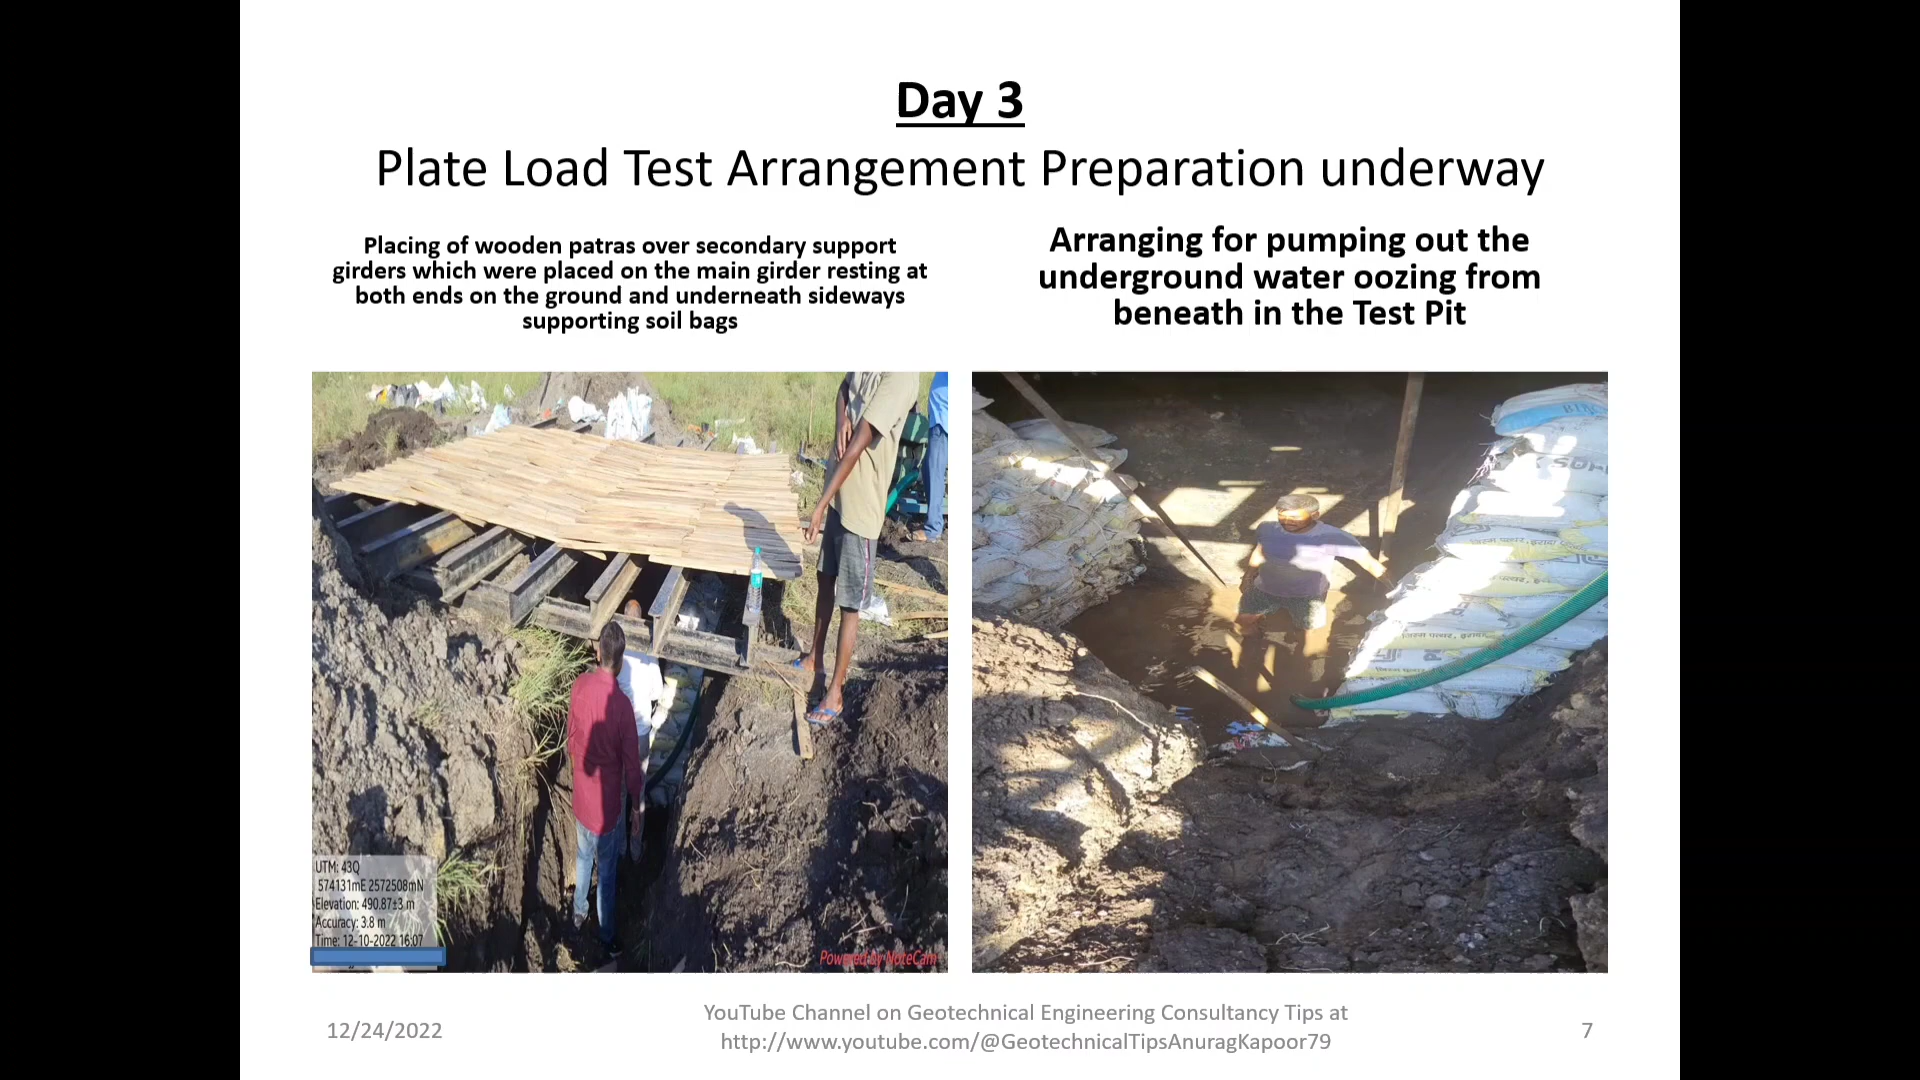 Day 3
Plate Load Test Arrangement Preparation underway
Placing of wooden patras over secondary support
girders which were placed on the main girder resting at
both ends on the ground and underneath sideways
supporting soil bags
Arranging for pumping out the
underground water oozing from
beneath in the Test Pit
UTM: 43Q
574131mE 2572508mN
Elevation: 490.87±3 m
Accuracy: 3.8 m
Time: 12-10-2022 16:07
Powered by NoteCam
12/24/2022
YouTube Channel on Geotechnical Engineering Consultancy Tips at
http://www.youtube.com/@GeotechnicalTipsAnuragKapoor79
7